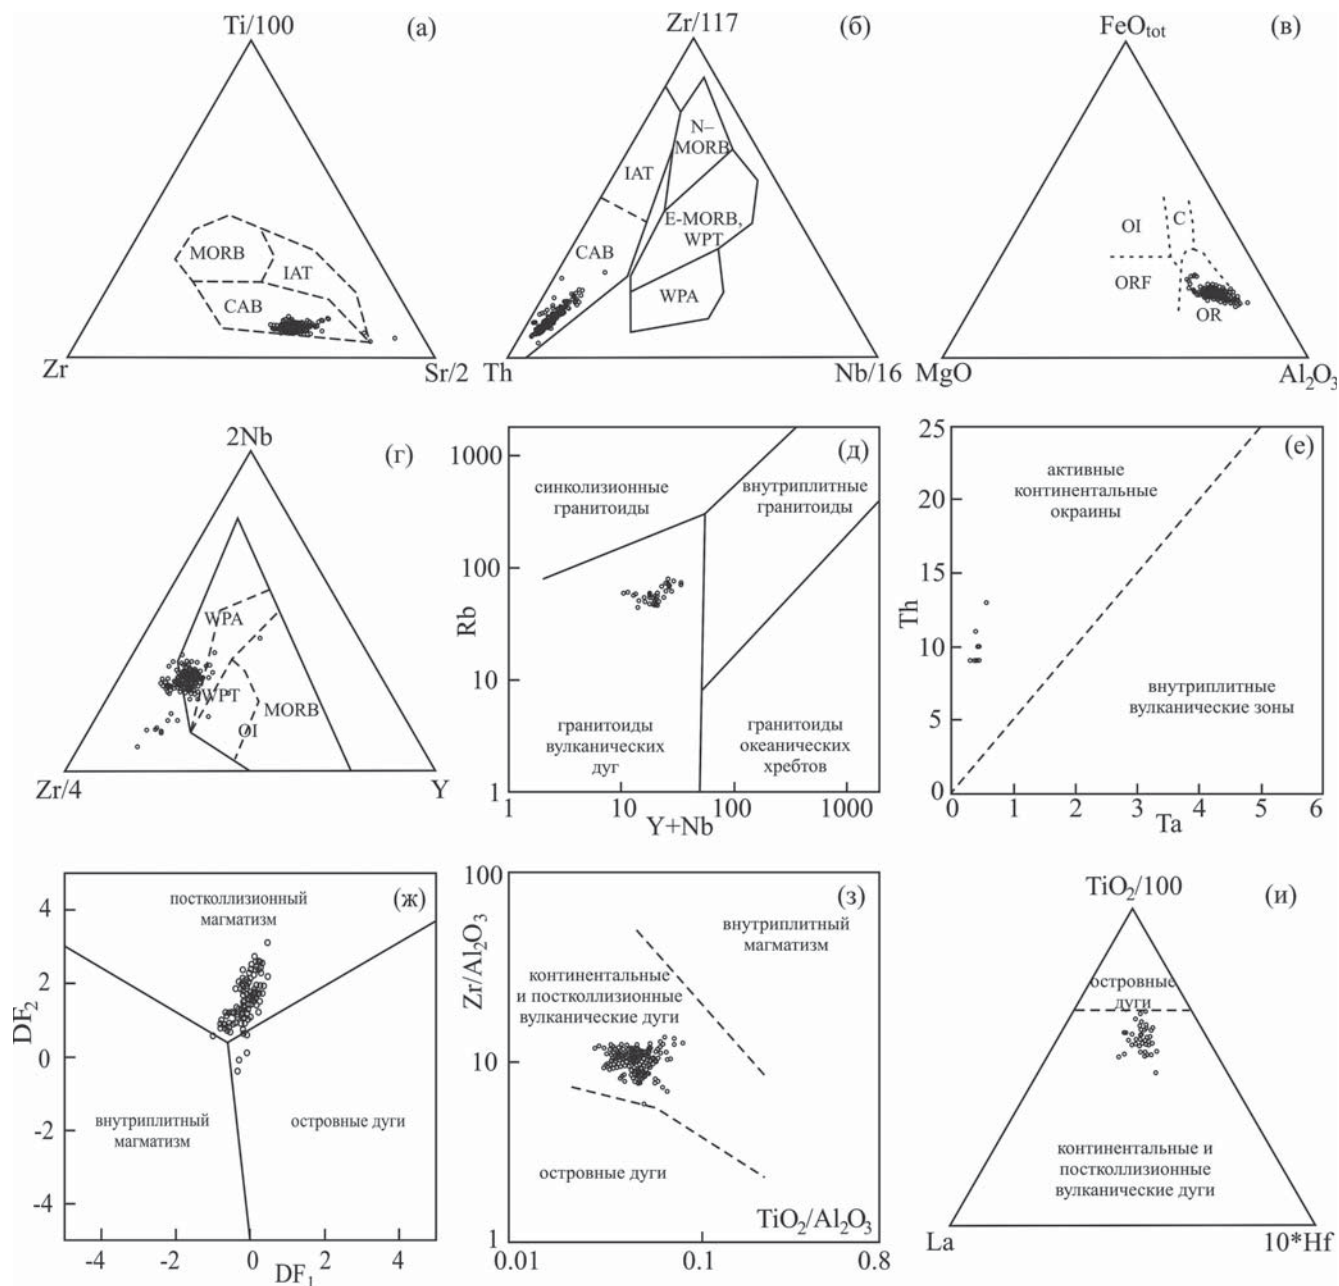 Ti/100
(а)
MORB
IAT
CAB
Zr
Sr/2
Zr/117
(б)
N–
MORB
IAT
E-MORB,
WPT
CAB
WPA
Th
Nb/16
FeOtot
(в)
OI
C
ORF
OR
MgO
Al2O3
2Nb
(г)
WPA
WPT
MORB
OI
Zr/4
Y
(д)
1000
100
10
1
Rb
синколизионные
гранитоиды
внутриплитные
гранитоиды
гранитоиды
вулканических
дуг
гранитоиды
океанических
хребтов
1
10
100
1000
Y+Nb
(е)
25
20
15
10
5
0
Th
активные
континентальные
окраины
внутриплитные
вулканические зоны
0
1
2
3
4
5
6
Ta
(ж)
4
2
0
-2
-4
DF2
постколлизионный
магматизм
внутриплитный
магматизм
островные дуги
-4
-2
0
2
4
DF1
(з)
100
10
1
Zr/Al2O3
внутриплитный
магматизм
континентальные
и постколлизионные
вулканические дуги
островные дуги
TiO2/Al2O3
0.01
0.1
0.8
TiO2/100
(и)
островные
дуги
континентальные и
постколлизионные
вулканические дуги
La
10*Hf